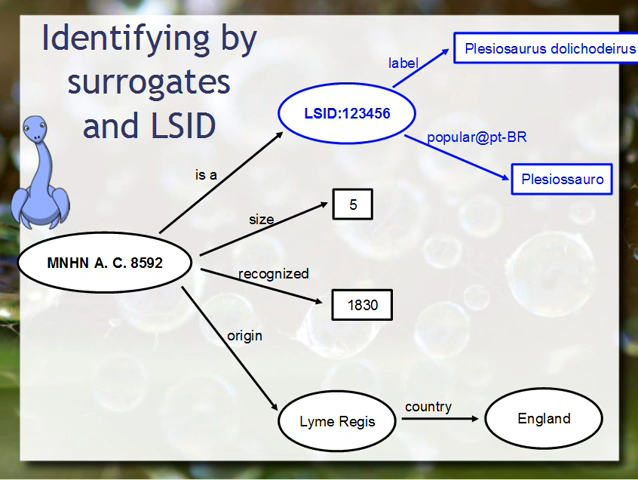 Identifying by
surrogates
and LSID
label
Plesiosaurus dolichodeirus
LSID:123456
popular@pt-BR
Plesiossauro
is a
size
5
MNHN A. C. 8592
recognized
1830
origin
Lyme Regis
country
England